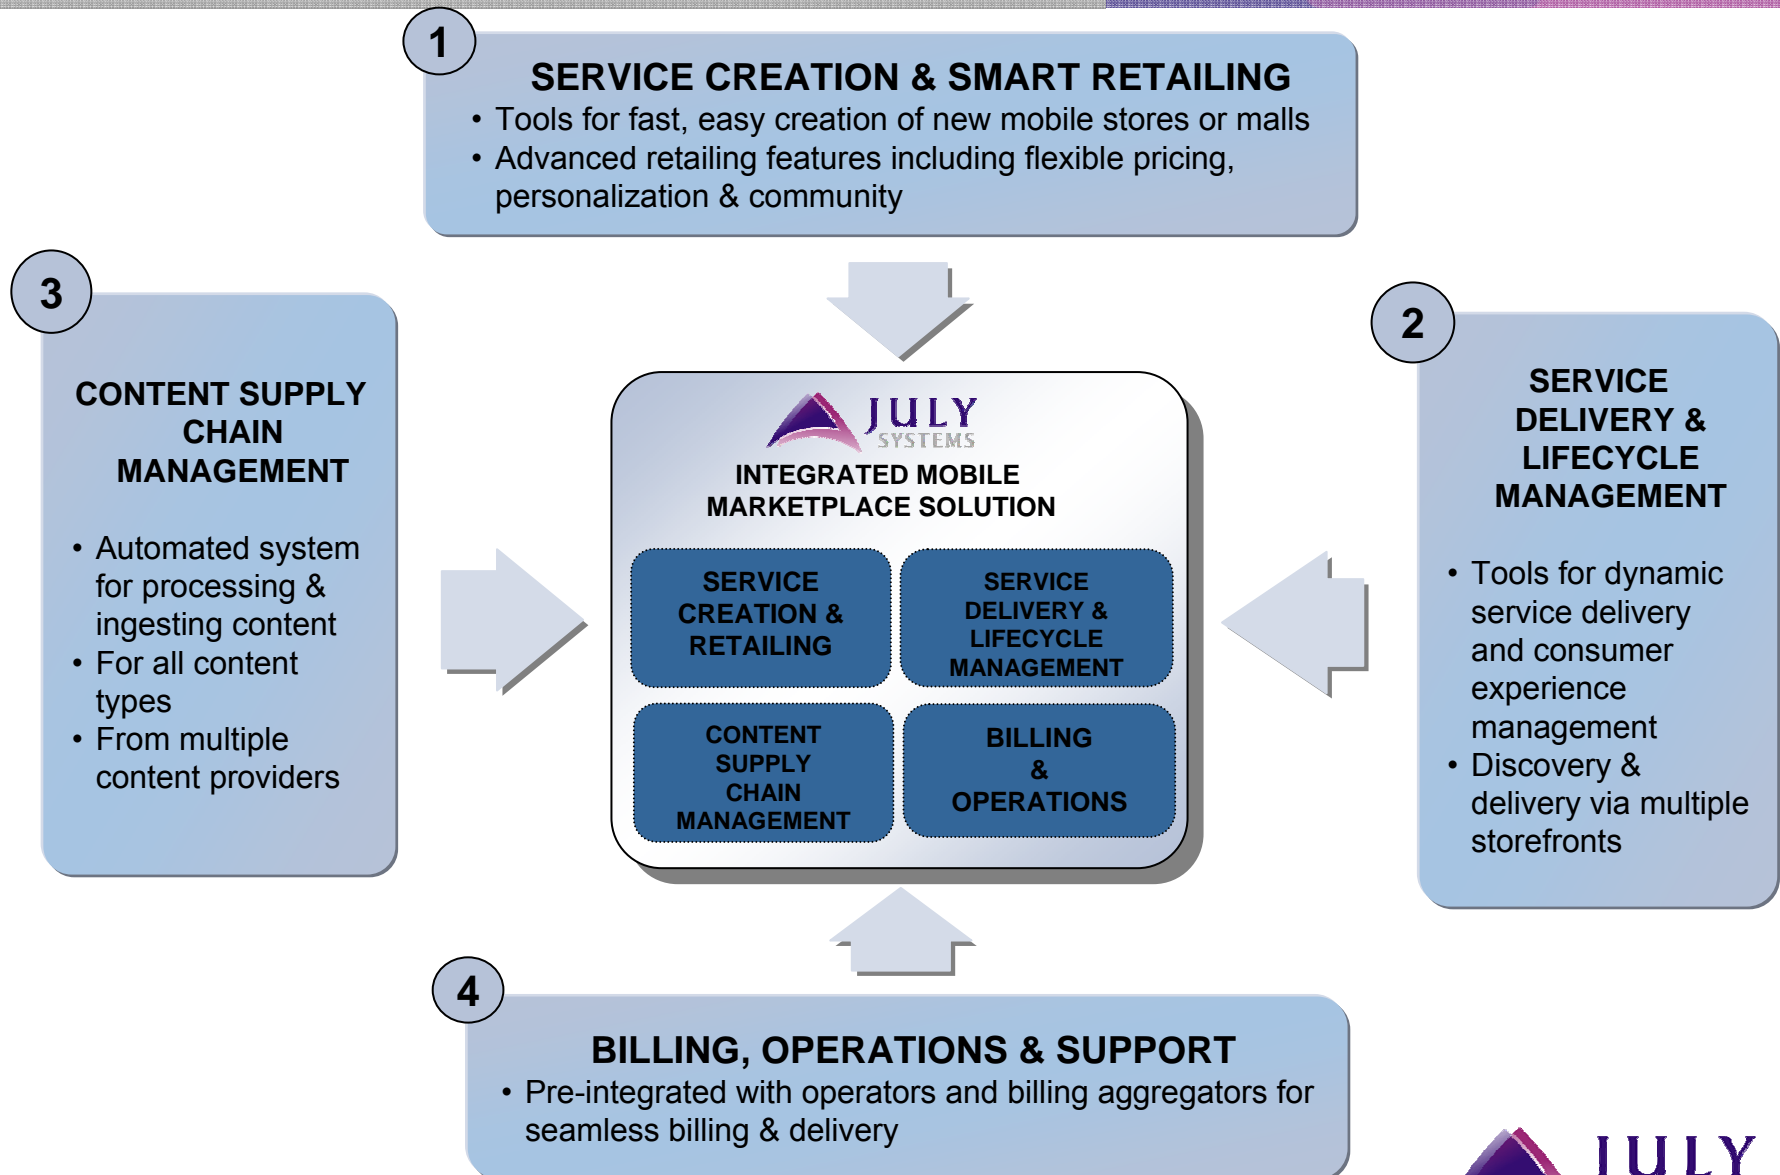 1
SERVICE CREATION & SMART RETAILING
• Tools for fast, easy creation of new mobile stores or malls
• Advanced retailing features including flexible pricing,
personalization & community
3
CONTENT SUPPLY
CHAIN
MANAGEMENT
• Automated system
for processing &
ingesting content
• For all content
types
• From multiple
content providers
JULY
SYSTEMS
INTEGRATED MOBILE
MARKETPLACE SOLUTION
SERVICE
CREATION &
RETAILING
SERVICE
DELIVERY &
LIFECYCLE
MANAGEMENT
CONTENT
SUPPLY
CHAIN
MANAGEMENT
BILLING
&
OPERATIONS
2
SERVICE
DELIVERY &
LIFECYCLE
MANAGEMENT
• Tools for dynamic
service delivery
and consumer
experience
management
• Discovery &
delivery via multiple
storefronts
4
BILLING, OPERATIONS & SUPPORT
• Pre-integrated with operators and billing aggregators for
seamless billing & delivery
JULY